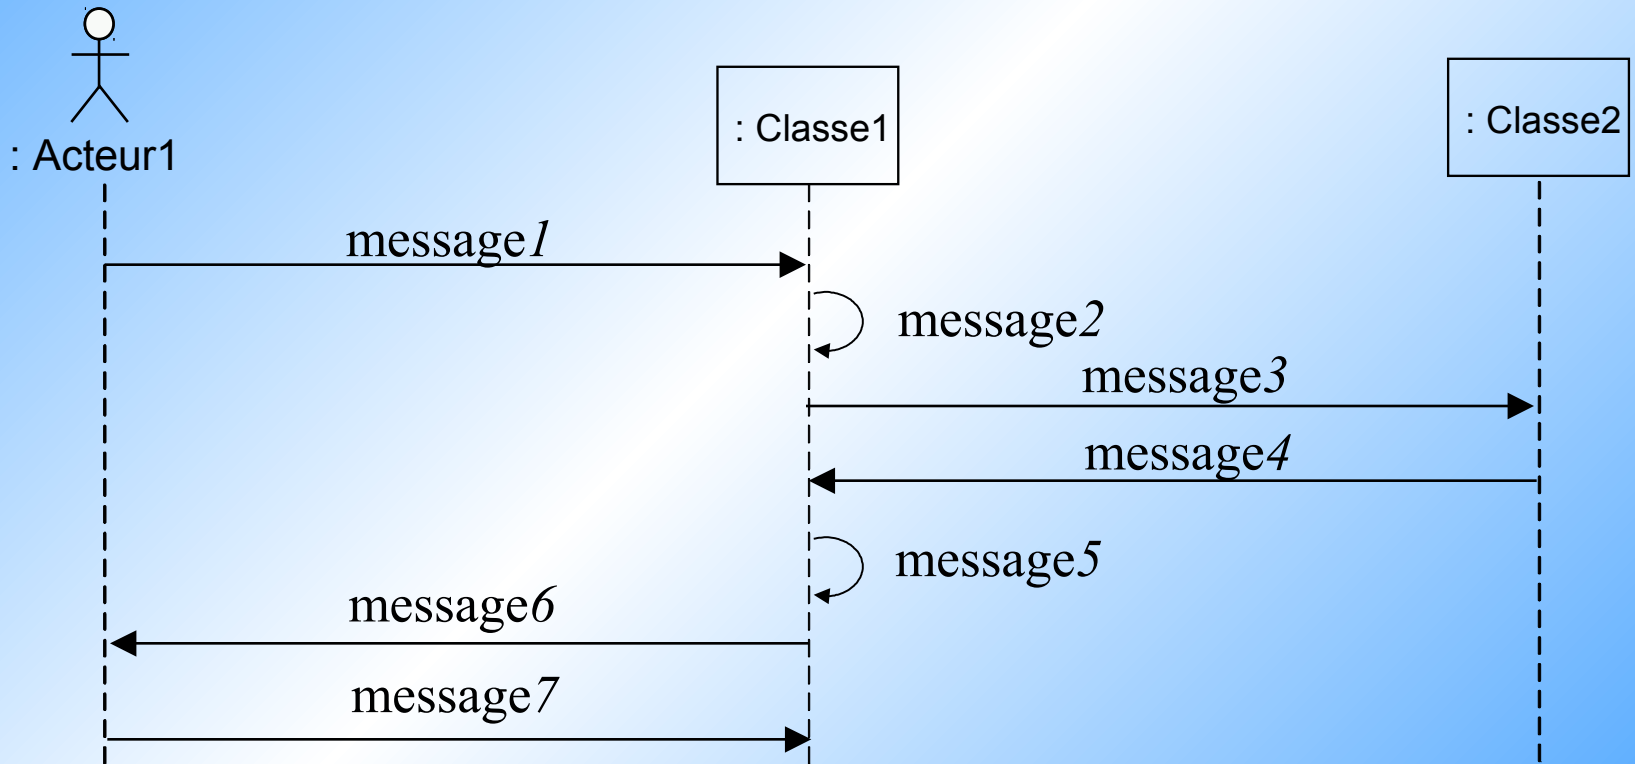 : Acteur1
: Classe1
: Classe2
message1
message2
message3
message4
message5
message6
message7